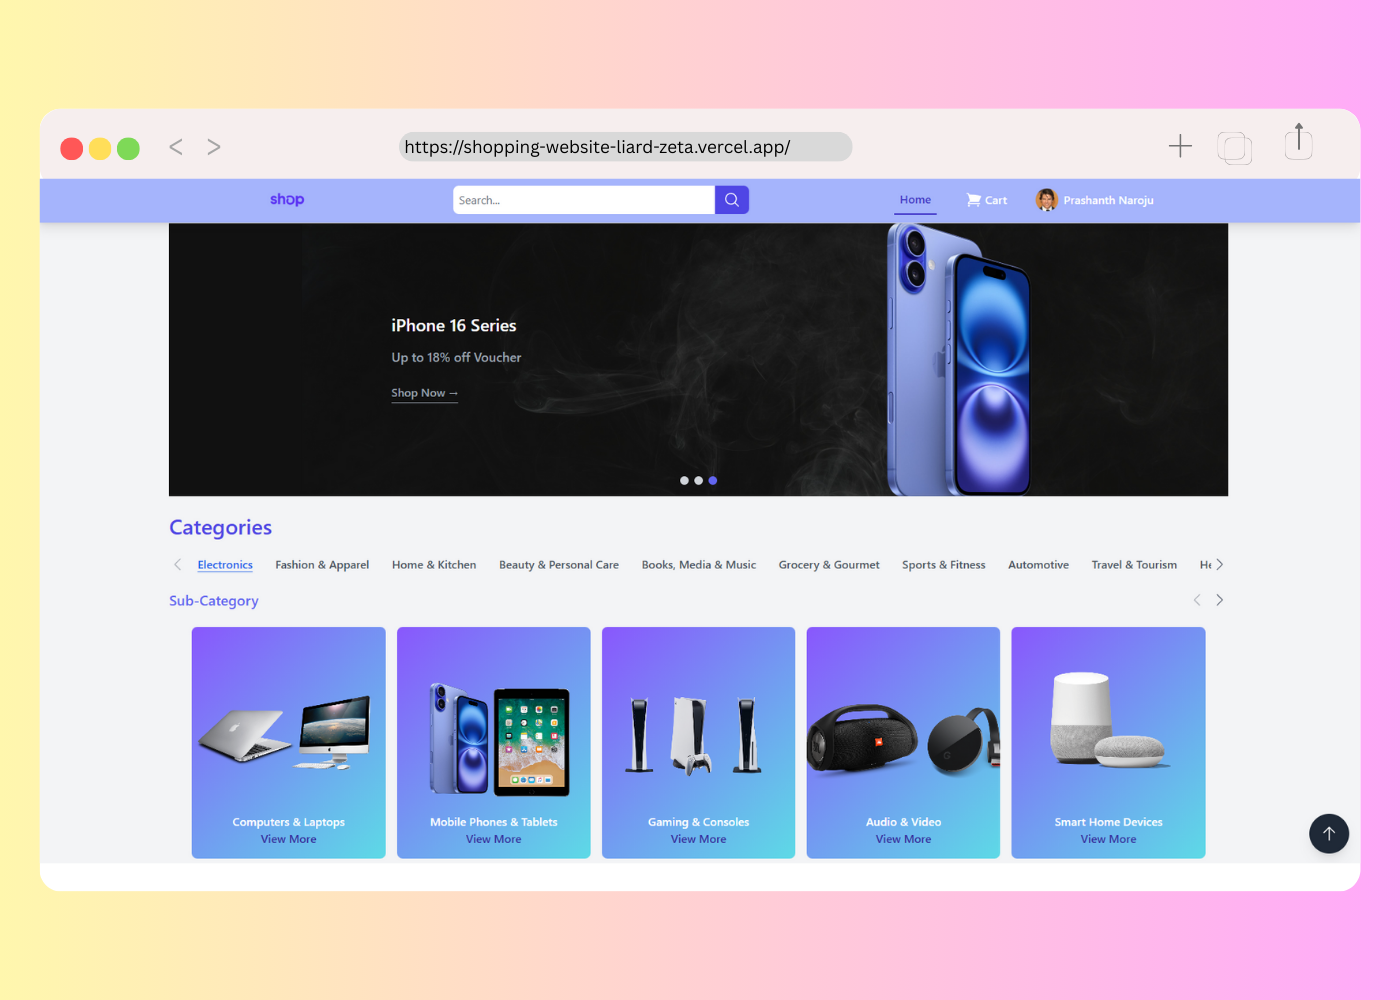 https://shopping-website-liard-zeta.vercel.app/
shop
Search...
Home
Cart
Prashanth Naroju
iPhone 16 Series
Up to 18% off Voucher
Shop Now →
Categories
Electronics Fashion & Apparel Home & Kitchen Beauty & Personal Care Books, Media & Music Grocery & Gourmet Sports & Fitness Automotive Travel & Tourism
Sub-Category
Computers & Laptops
View More
Mobile Phones & Tablets
View More
Gaming & Consoles
View More
Audio & Video
View More
Smart Home Devices
View More